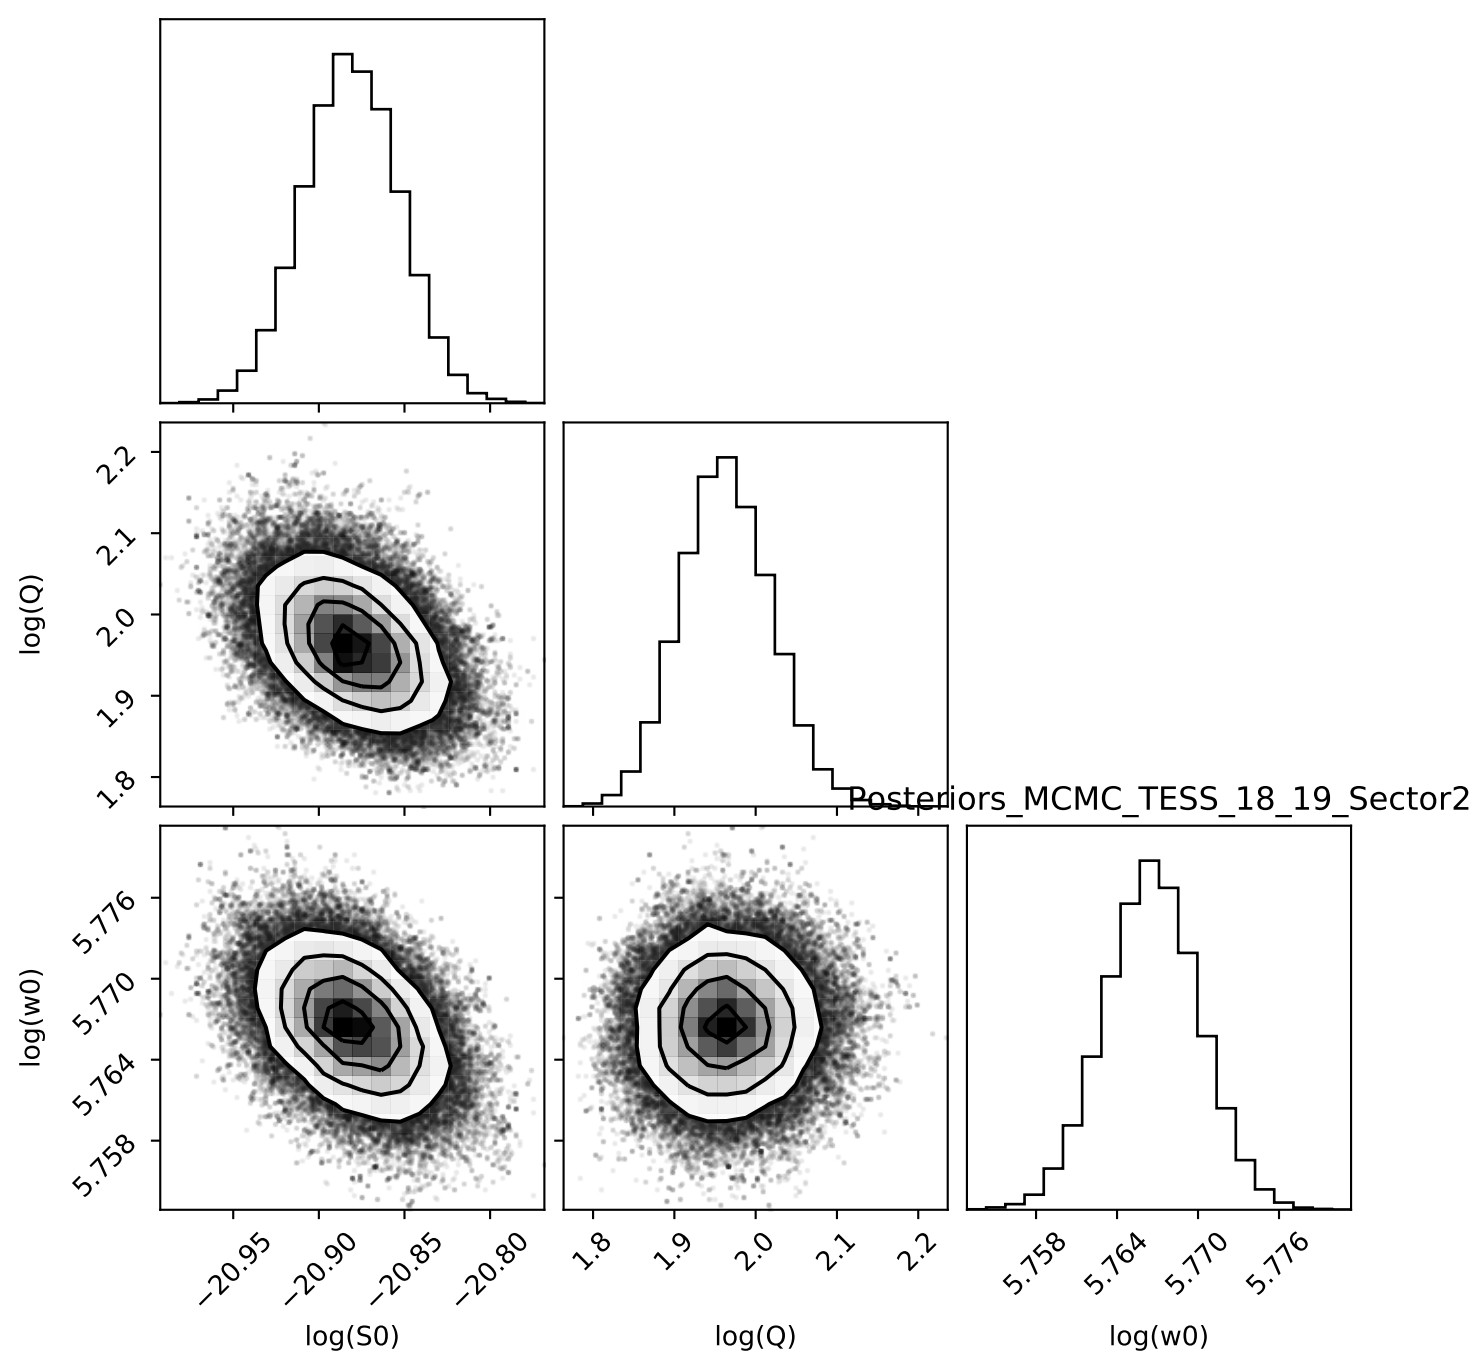 2.2
2.1
2.0
1.9
1.8
log(Q)
Posteriors_MCMC_TESS_18_19_Sector2
5.776
5.770
5.764
5.758
log(w0)
−20.95 −20.90 −20.85 −20.80
1.8 1.9 2.0 2.1 2.2
5.758 5.764 5.770 5.776
log(S0) log(Q) log(w0)